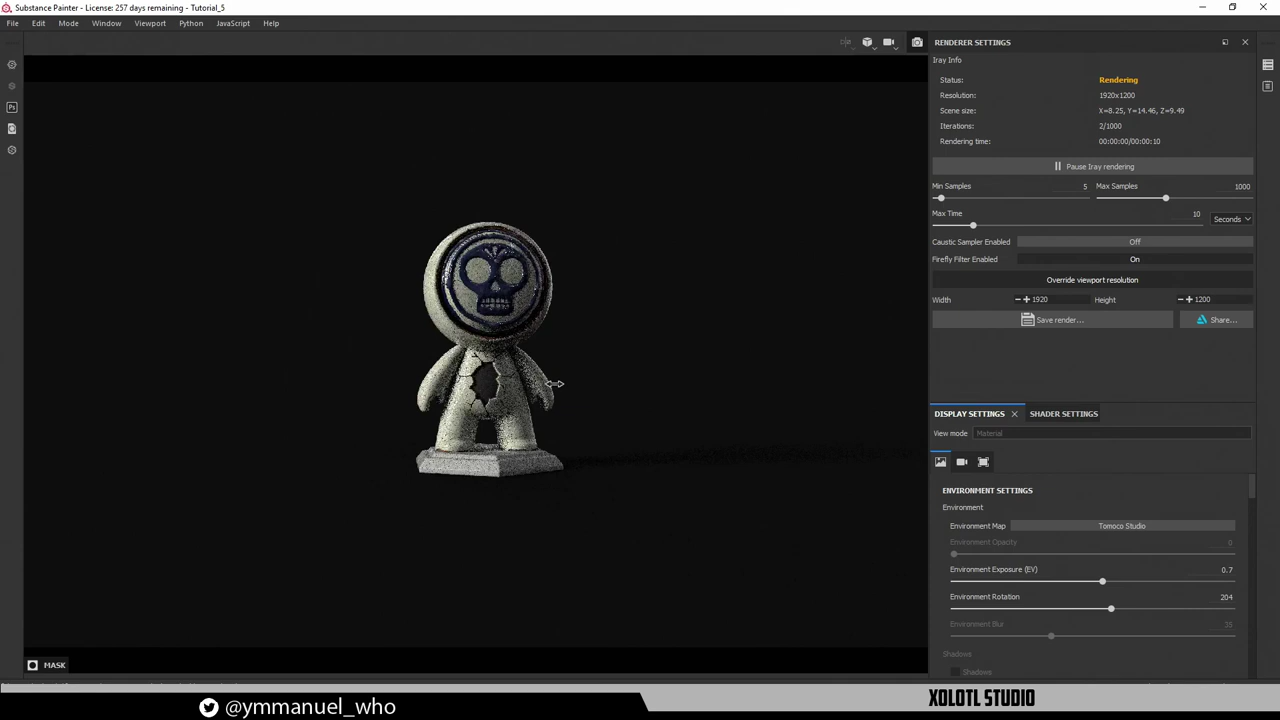 Substance Painter - License: 257 days remaining - Tutorial_5
File Edit Mode Window Viewport Python JavaScript Help
RENDERER SETTINGS
Iray Info
Status: Rendering
Resolution: 1920x1200
Scene size: X=8.25, Y=14.46, Z=9.49
Iterations: 2/1000
Rendering time: 00:00:00/00:00:10
Pause Iray rendering
Min Samples 5 Max Samples 1000
Max Time 10 Seconds
Caustic Sampler Enabled Off
Firefly Filter Enabled On
Override viewport resolution
Width 1920 Height 1200
Save render... Share...
DISPLAY SETTINGS SHADER SETTINGS
View mode Material
ENVIRONMENT SETTINGS
Environment
Environment Map Tomoco Studio
Environment Opacity 0
Environment Exposure (EV) 0.7
Environment Rotation 204
Environment Blur 35
Shadows
Shadows
Ps
MASK
@ymmanuel_who
XOLOTL STUDIO